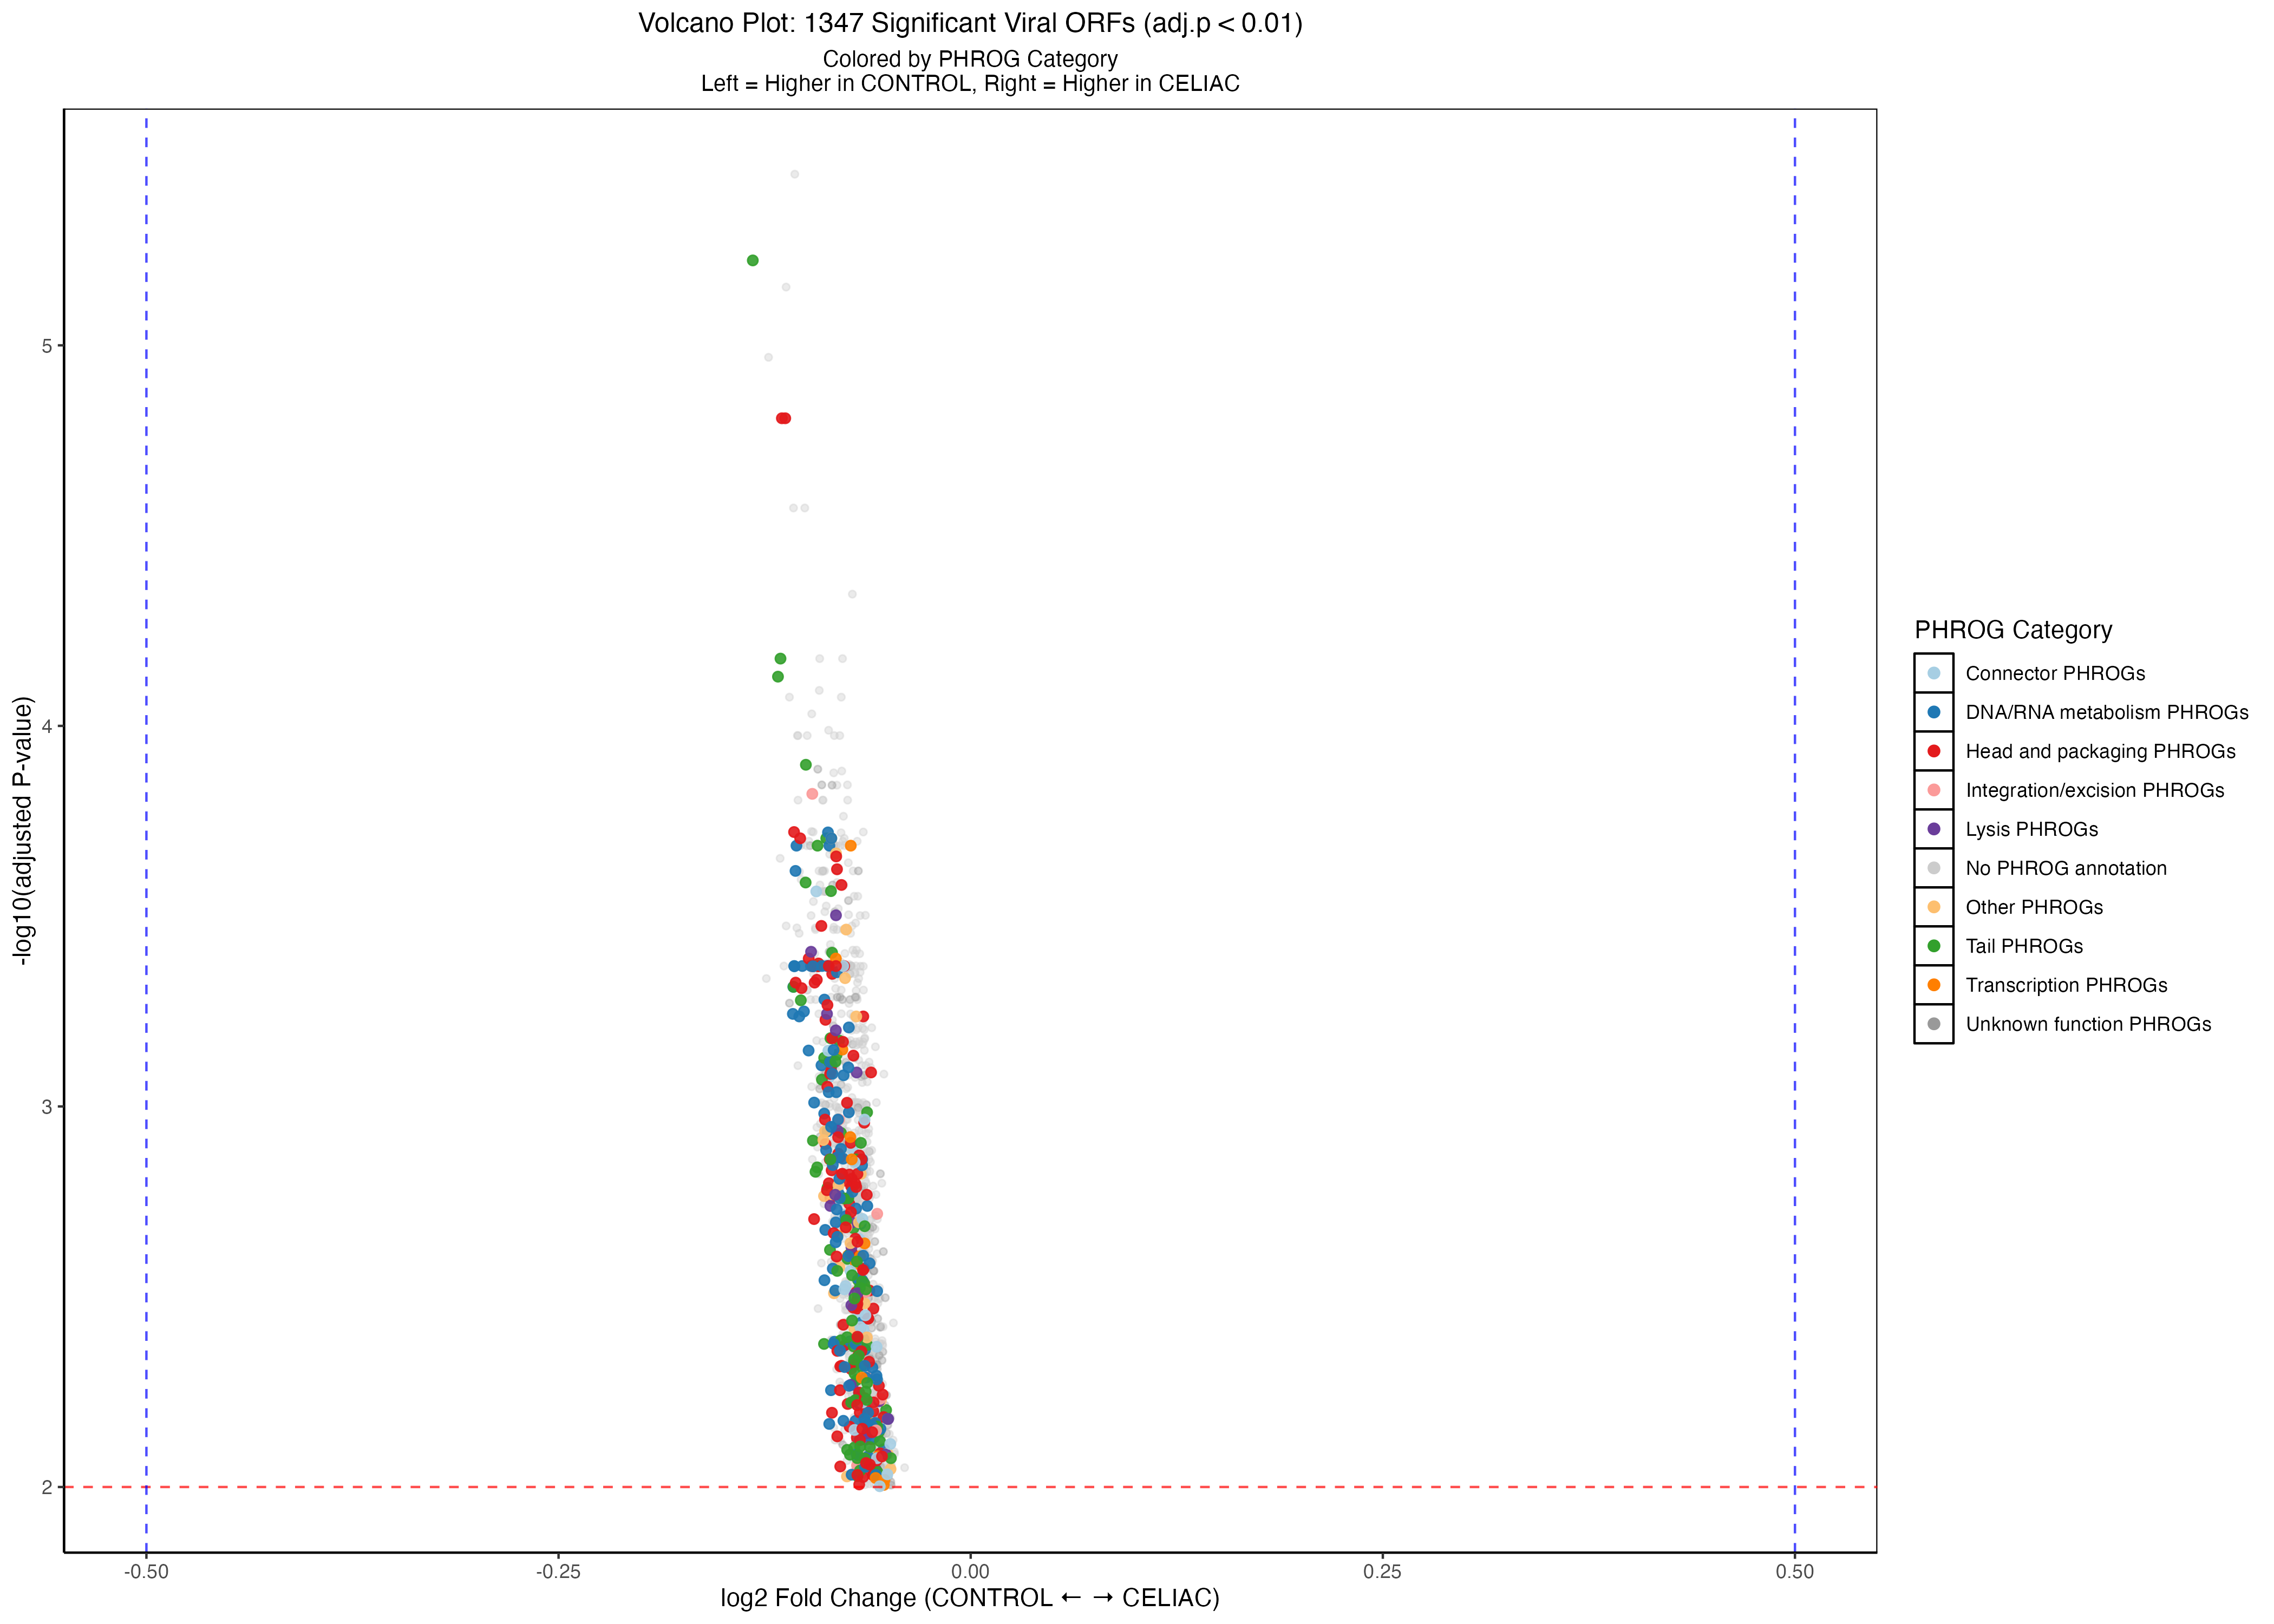 Volcano Plot: 1347 Significant Viral ORFs (adj.p < 0.01)
Colored by PHROG Category
Left = Higher in CONTROL, Right = Higher in CELIAC
-log10(adjusted P-value)
5
4
3
2
-0.50
-0.25
0.00
0.25
0.50
log2 Fold Change (CONTROL ← → CELIAC)
PHROG Category
Connector PHROGs
DNA/RNA metabolism PHROGs
Head and packaging PHROGs
Integration/excision PHROGs
Lysis PHROGs
No PHROG annotation
Other PHROGs
Tail PHROGs
Transcription PHROGs
Unknown function PHROGs